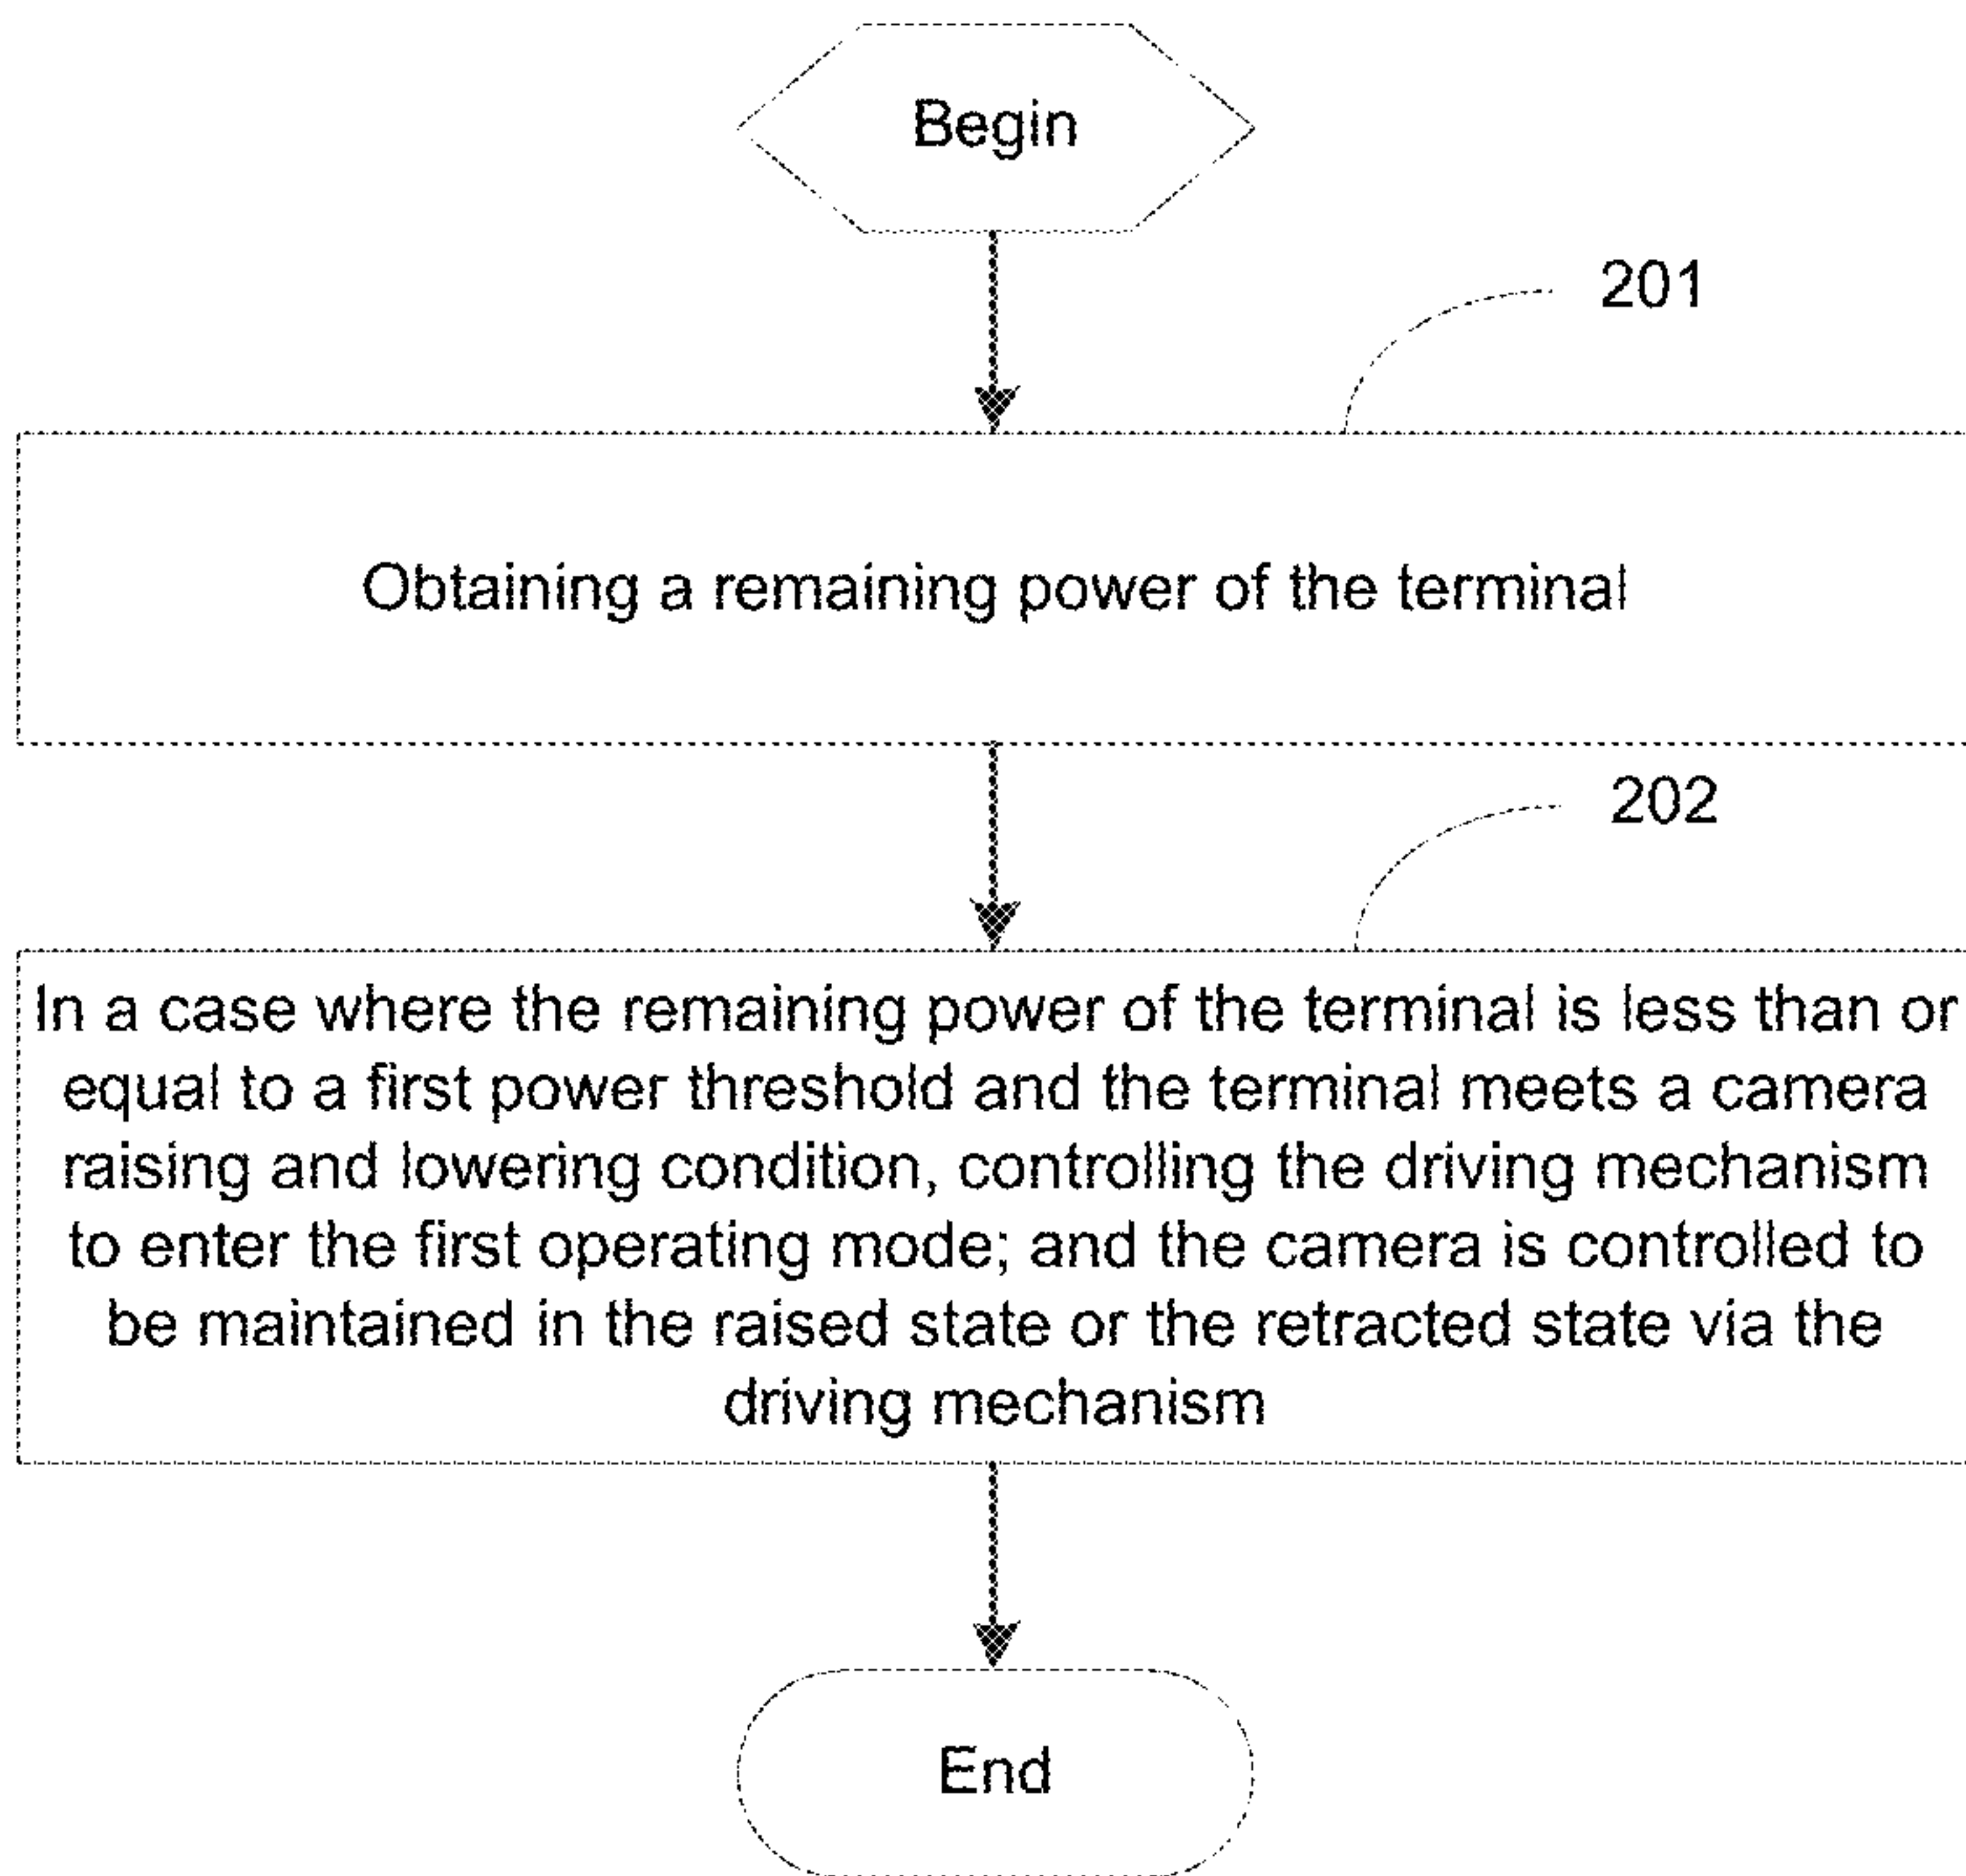 Begin
201
Obtaining a remaining power of the terminal
202
In a case where the remaining power of the terminal is less than or
equal to a first power threshold and the terminal meets a camera
raising and lowering condition, controlling the driving mechanism
to enter the first operating mode; and the camera is controlled to
be maintained in the raised state or the retracted state via the
driving mechanism
End